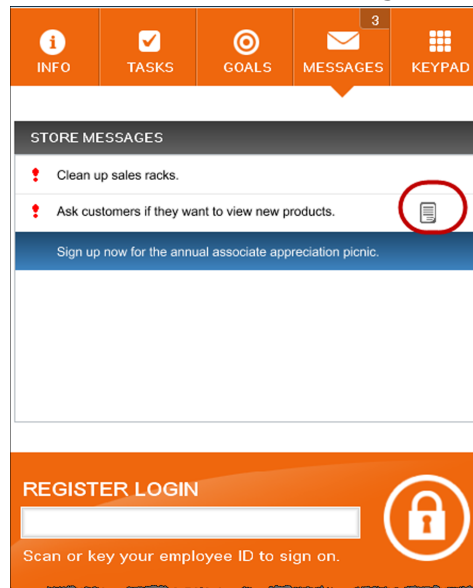 3
INFO TASKS GOALS MESSAGES KEYPAD
STORE MESSAGES
Clean up sales racks.
Ask customers if they want to view new products.
Sign up now for the annual associate appreciation picnic.
REGISTER LOGIN
Scan or key your employee ID to sign on.